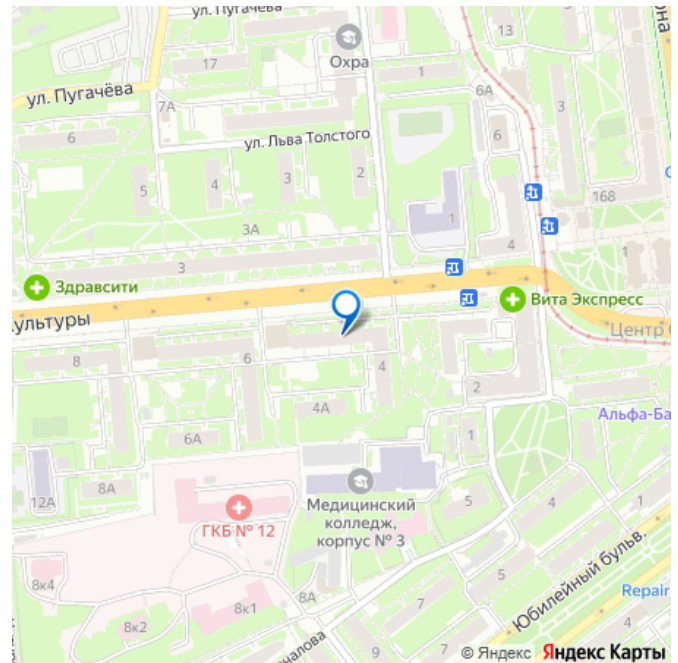 ул. Пугачёва
она
Охра
17
1
13
ул. Пугачёва
7А
6А
3
6
ул. Льва Толстого
6
5
4
3
2
168
3А
1
4
1
3
Здравсити
Вита Экспресс
ультуры
Центр
8
6
4
2
4А
Альфа-Ба
6А
1
8А
12А
Медицинский
колледж,
корпус № 3
5
4
1
ГКБ № 12
8к4
5
Юбилейный бульв.
8А
7
Repair
8к1
8к2
чалова
9
7
© Яндекс Яндекс Карты